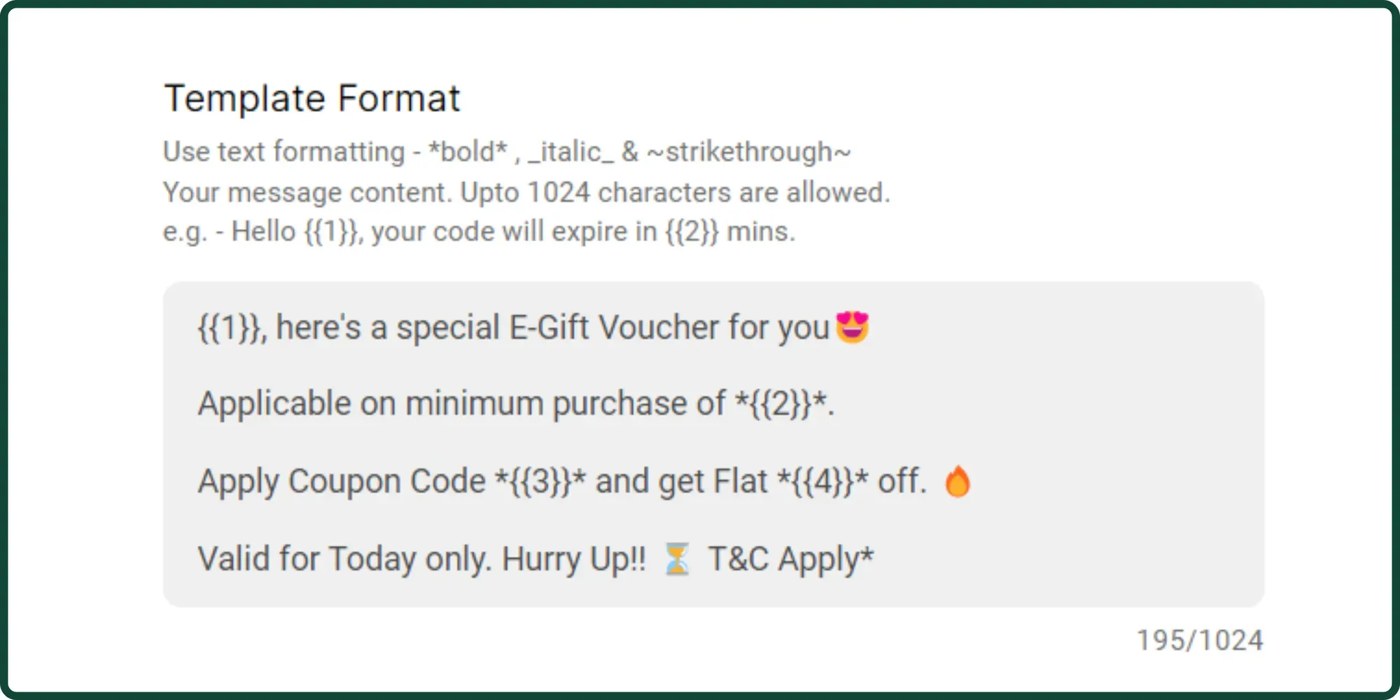 Template Format
Use text formatting - *bold* , _italic_ & ~strikethrough~
Your message content. Upto 1024 characters are allowed.
e.g. - Hello {{1}}, your code will expire in {{2}} mins.
{{1}}, here's a special E-Gift Voucher for you😍
Applicable on minimum purchase of *{{2}}*.
Apply Coupon Code *{{3}}* and get Flat *{{4}}* off. 🔥
Valid for Today only. Hurry Up!! ⏳ T&C Apply*
195/1024